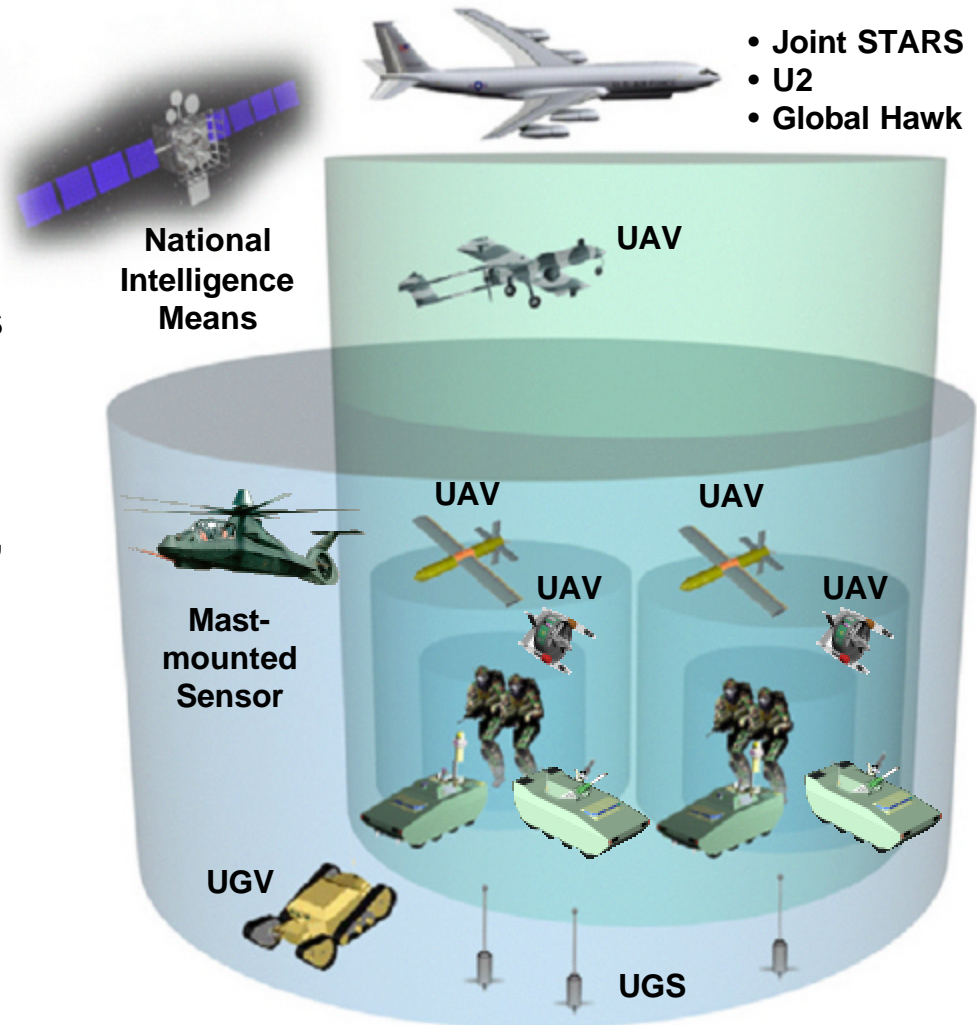 • Joint STARS
• U2
• Global Hawk
National
Intelligence
Means
UAV
UAV
UAV
UAV
UAV
Mast-
mounted
Sensor
UGV
UGS